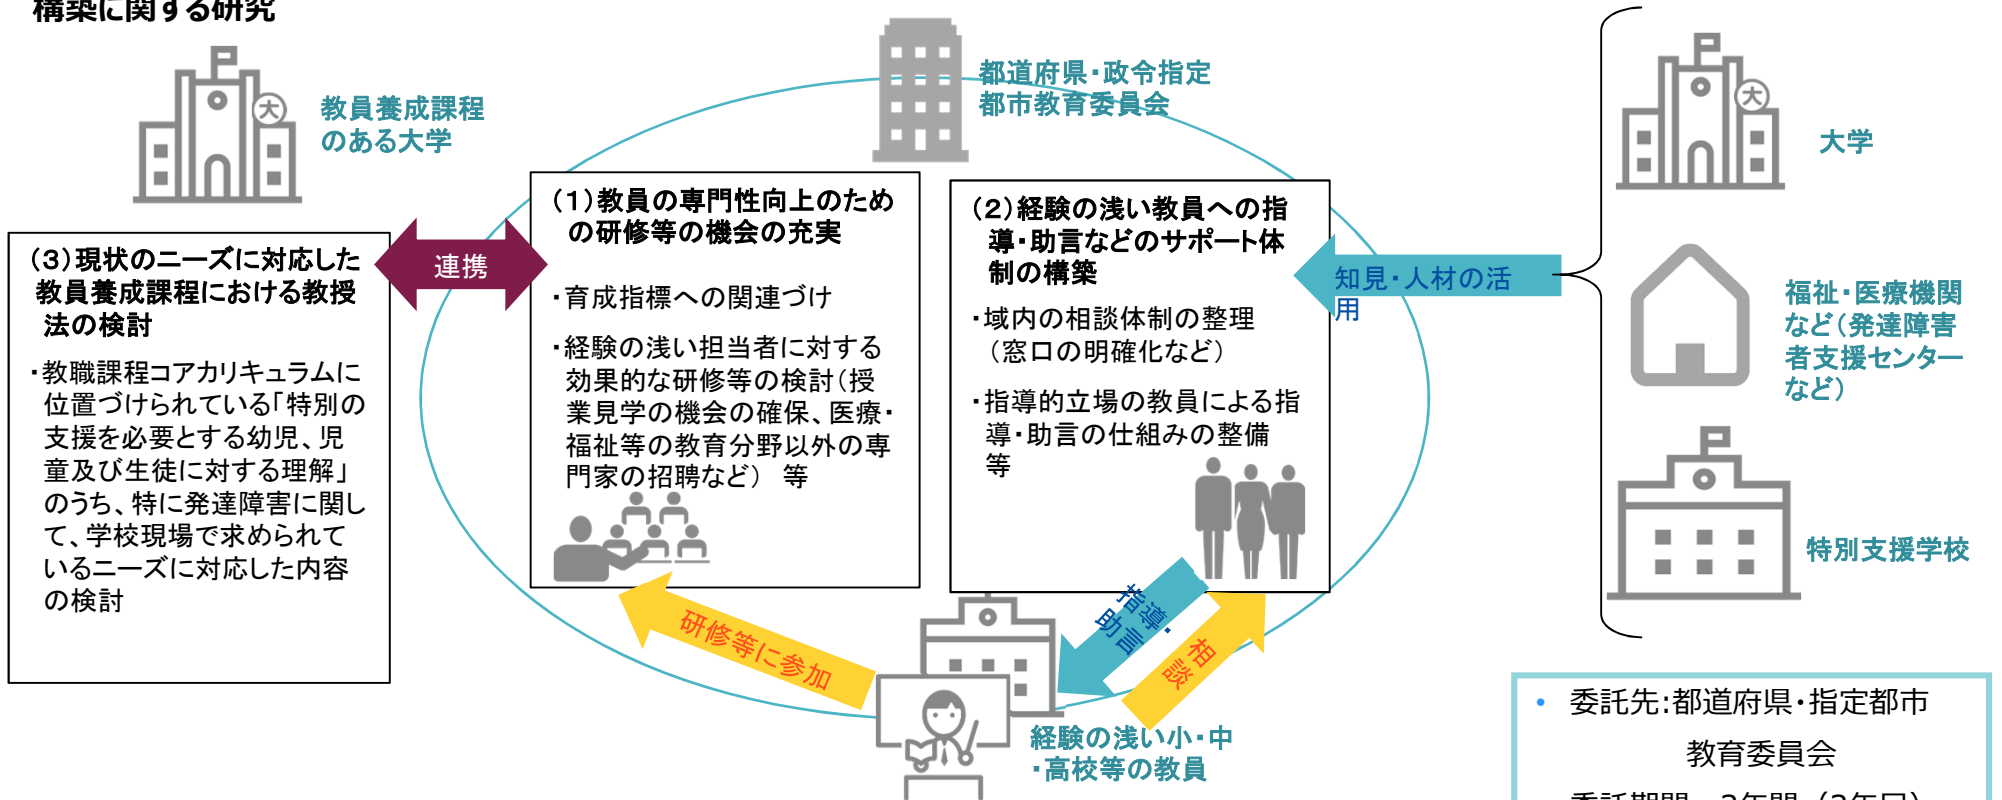 構築に関する研究
教員養成課程
のある大学
都道府県・政令指定
都市教育委員会
大学
福祉・医療機関
など（発達障害
者支援センター
など）
特別支援学校
（3）現状のニーズに対応した
教員養成課程における教授
法の検討
・教職課程コアカリキュラムに
位置づけられている「特別の
支援を必要とする幼児、児
童及び生徒に対する理解」
のうち、特に発達障害に関し
て、学校現場で求められて
いるニーズに対応した内容
の検討
連携
（1）教員の専門性向上のため
の研修等の機会の充実
・育成指標への関連づけ
・経験の浅い担当者に対する
効果的な研修等の検討（授
業見学の機会の確保、医療・
福祉等の教育分野以外の専
門家の招聘など）　等
（2）経験の浅い教員への指
導・助言などのサポート体
制の構築
・域内の相談体制の整理
（窓口の明確化など）
・指導的立場の教員による指
導・助言の仕組みの整備
等
知見・人材の活
用
研修等に参加
指導・
助言
相
談
経験の浅い小・中
・高校等の教員
大
大
• 委託先:都道府県・指定都市
教育委員会